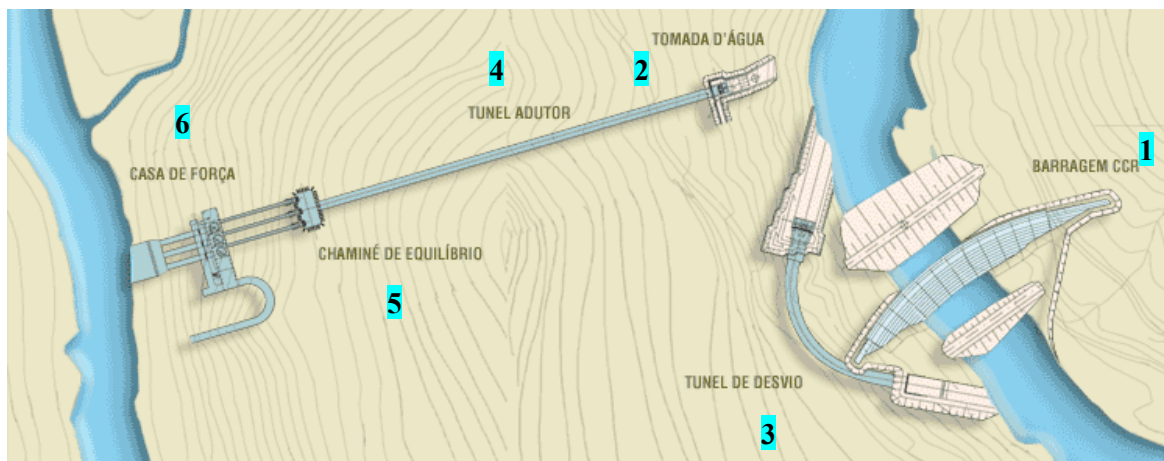 TOMADA D'ÁGUA
4
2
TUNEL ADUTOR
6
1
BARRAGEM CCR
CASA DE FORÇA
CHAMINÉ DE EQUILÍBRIO
5
TUNEL DE DESVIO
3